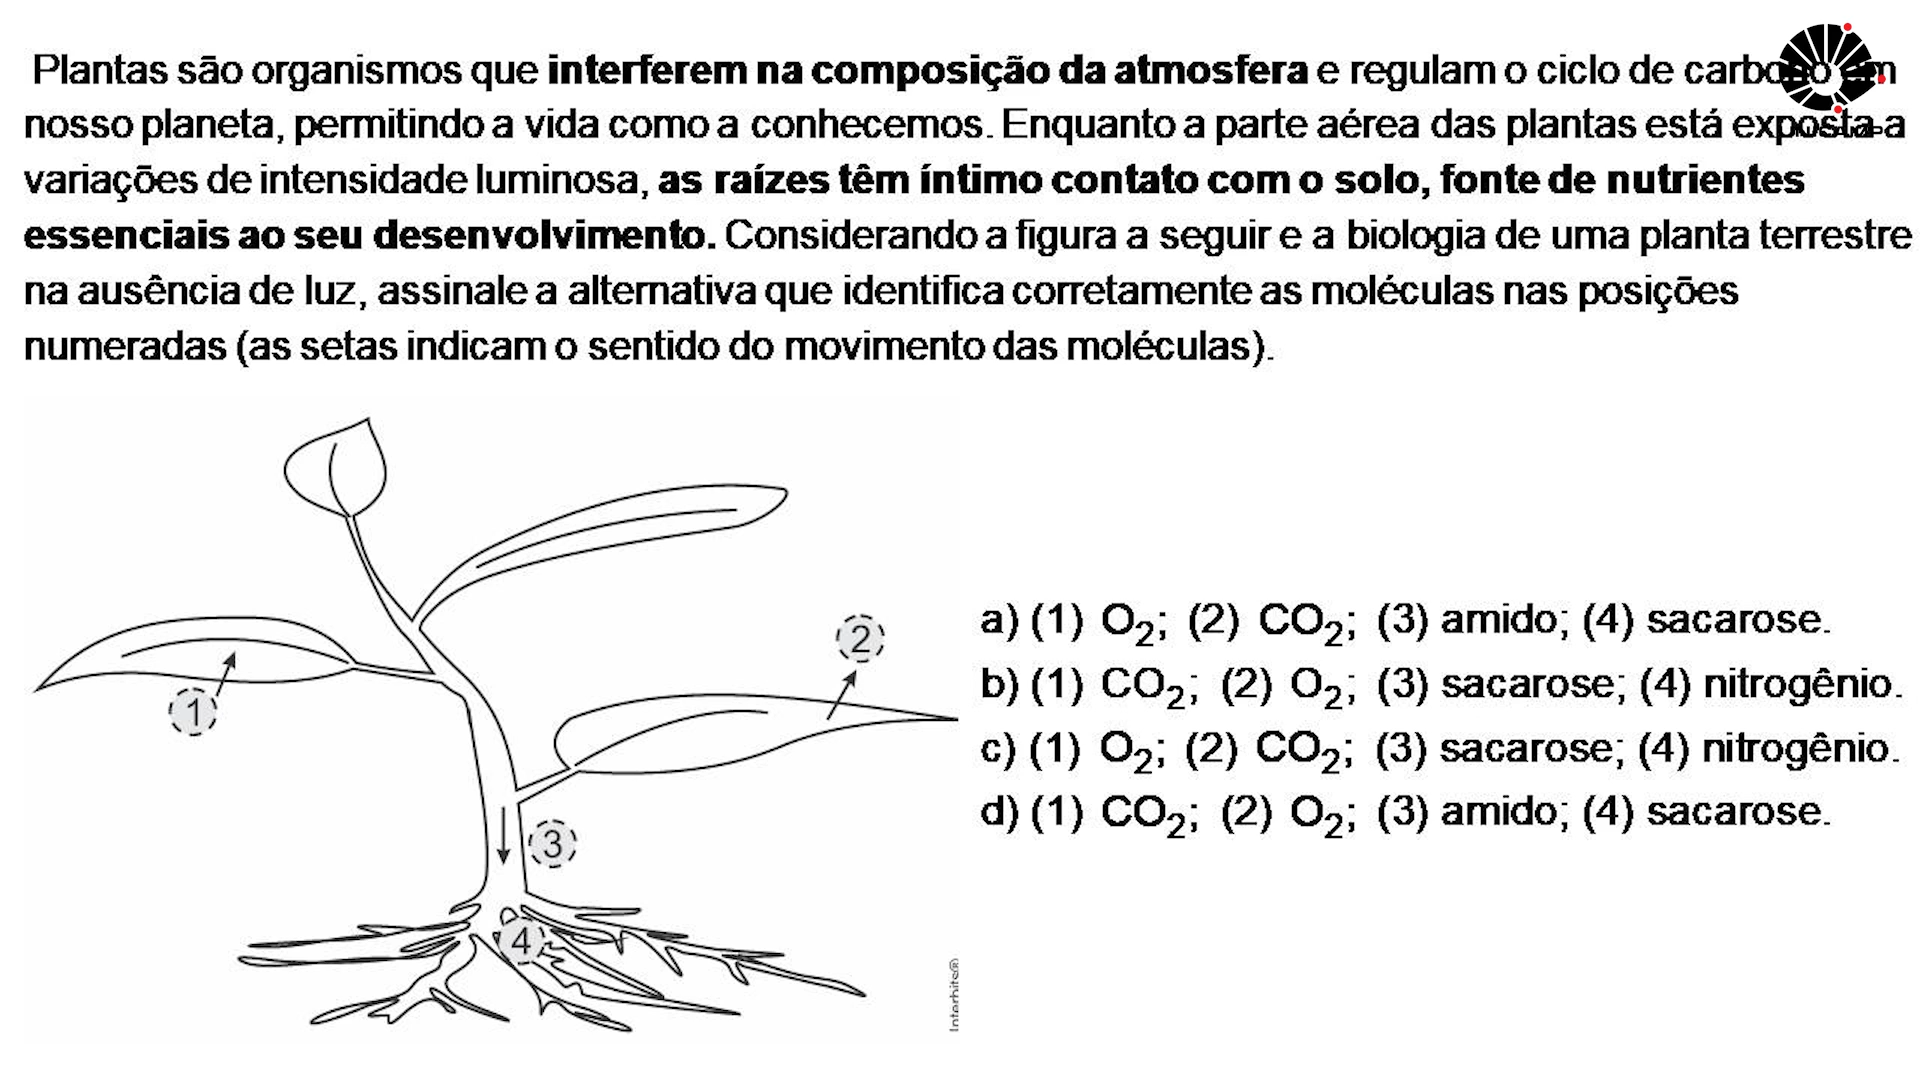 Plantas são organismos que interferem na composição da atmosfera e regulam o ciclo de carbono em
nosso planeta, permitindo a vida como a conhecemos. Enquanto a parte aérea das plantas está exposta a
variações de intensidade luminosa, as raízes têm íntimo contato com o solo, fonte de nutrientes
essenciais ao seu desenvolvimento. Considerando a figura a seguir e a biologia de uma planta terrestre
na ausência de luz, assinale a alternativa que identifica corretamente as moléculas nas posições
numeradas (as setas indicam o sentido do movimento das moléculas).
1
2
3
4
Interbits®
a) (1) O₂; (2) CO₂; (3) amido; (4) sacarose.
b) (1) CO₂; (2) O₂; (3) sacarose; (4) nitrogênio.
c) (1) O₂; (2) CO₂; (3) sacarose; (4) nitrogênio.
d) (1) CO₂; (2) O₂; (3) amido; (4) sacarose.